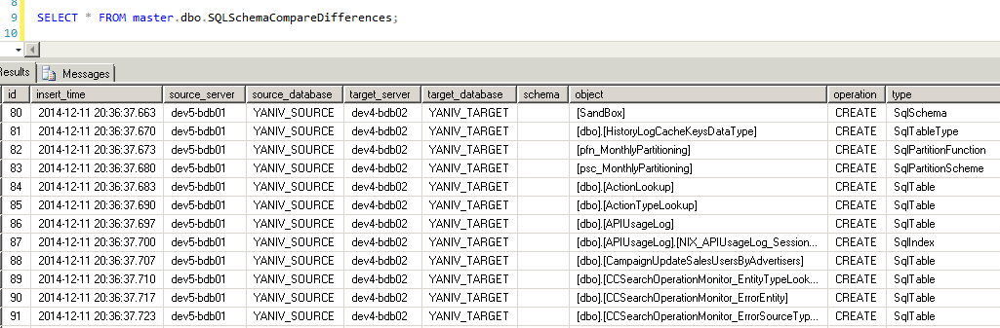 8
9 SELECT * FROM master.dbo.SQLSchemaCompareDifferences;
10
Results Messages
id insert_time source_server source_database target_server target_database schema object operation type
80 2014-12-11 20:36:37.663 dev5-bdb01 YANIV_SOURCE dev4-bdb02 YANIV_TARGET [SandBox] CREATE SqlSchema
81 2014-12-11 20:36:37.670 dev5-bdb01 YANIV_SOURCE dev4-bdb02 YANIV_TARGET [dbo].[HistoryLogCacheKeysDataType] CREATE SqlTableType
82 2014-12-11 20:36:37.673 dev5-bdb01 YANIV_SOURCE dev4-bdb02 YANIV_TARGET [pfn_MonthlyPartitioning] CREATE SqlPartitionFunction
83 2014-12-11 20:36:37.680 dev5-bdb01 YANIV_SOURCE dev4-bdb02 YANIV_TARGET [psc_MonthlyPartitioning] CREATE SqlPartitionScheme
84 2014-12-11 20:36:37.683 dev5-bdb01 YANIV_SOURCE dev4-bdb02 YANIV_TARGET [dbo].[ActionLookup] CREATE SqlTable
85 2014-12-11 20:36:37.690 dev5-bdb01 YANIV_SOURCE dev4-bdb02 YANIV_TARGET [dbo].[ActionTypeLookup] CREATE SqlTable
86 2014-12-11 20:36:37.697 dev5-bdb01 YANIV_SOURCE dev4-bdb02 YANIV_TARGET [dbo].[APIUsageLog] CREATE SqlTable
87 2014-12-11 20:36:37.700 dev5-bdb01 YANIV_SOURCE dev4-bdb02 YANIV_TARGET [dbo].[APIUsageLog].[NIX_APIUsageLog_Session... CREATE SqlIndex
88 2014-12-11 20:36:37.707 dev5-bdb01 YANIV_SOURCE dev4-bdb02 YANIV_TARGET [dbo].[CampaignUpdateSalesUsersByAdvertisers] CREATE SqlTable
89 2014-12-11 20:36:37.710 dev5-bdb01 YANIV_SOURCE dev4-bdb02 YANIV_TARGET [dbo].[CCSearchOperationMonitor_EntityTypeLook... CREATE SqlTable
90 2014-12-11 20:36:37.717 dev5-bdb01 YANIV_SOURCE dev4-bdb02 YANIV_TARGET [dbo].[CCSearchOperationMonitor_ErrorEntity] CREATE SqlTable
91 2014-12-11 20:36:37.723 dev5-bdb01 YANIV_SOURCE dev4-bdb02 YANIV_TARGET [dbo].[CCSearchOperationMonitor_ErrorSourceTyp... CREATE SqlTable